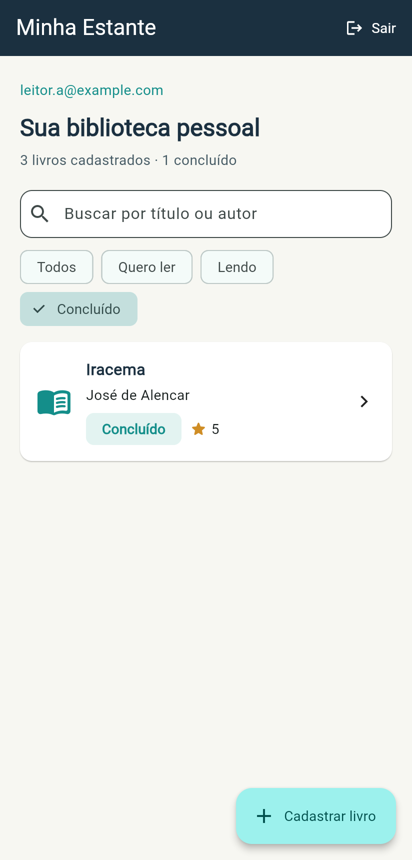 Minha Estante
Sair
leitor.a@example.com
Sua biblioteca pessoal
3 livros cadastrados · 1 concluído
Buscar por título ou autor
Todos
Quero ler
Lendo
Concluído
Iracema
José de Alencar
Concluído
5
Cadastrar livro